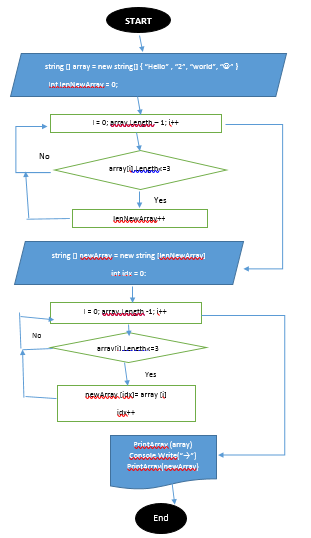 START
string [] array = new string[] { "Hello" , "2", "world", "😀" }
int lenNewArray = 0;
i = 0; array.Length – 1; i++
No
array[i].Length<=3
Yes
lenNewArray++
string [] newArray = new string [lenNewArray]
int idx = 0;
i = 0; array.Length -1; i++
No
array[i].Length<=3
Yes
newArray [idx]= array [i]
idx++
PrintArray (array)
Console Write("→")
PrintArray(newArray)
End